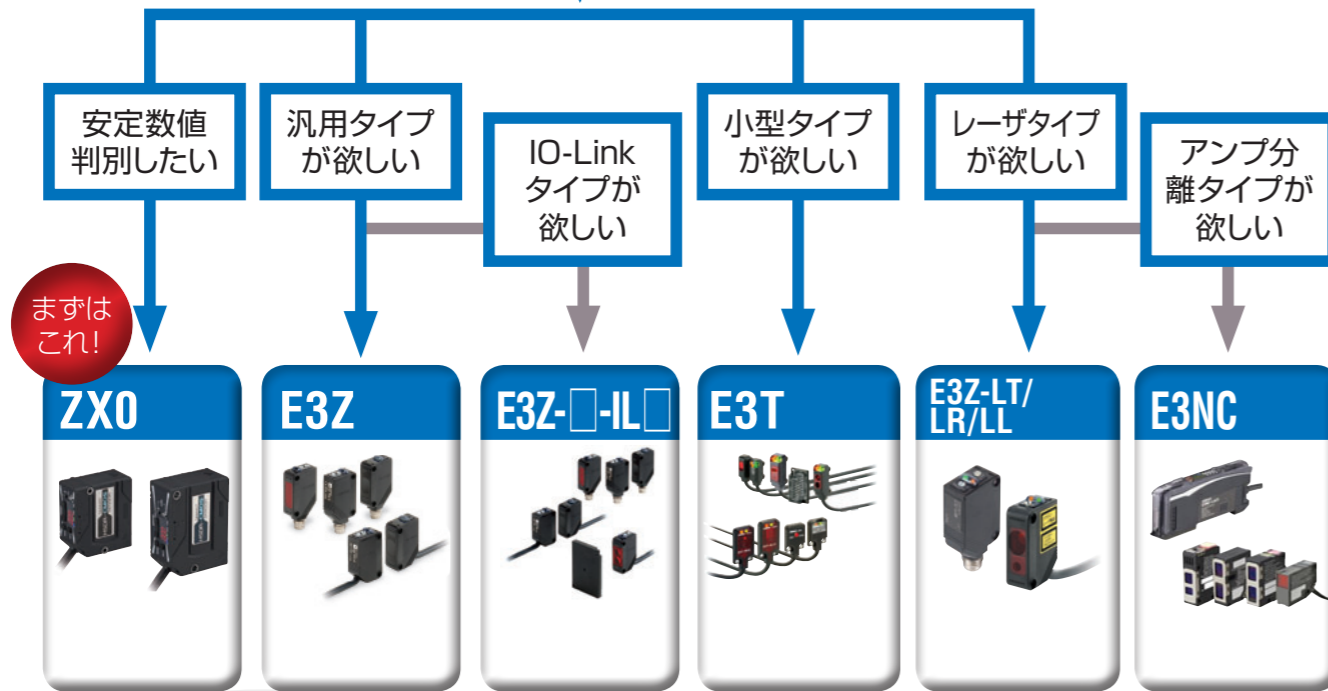 安定数値
判別したい
汎用タイプ
が欲しい
IO-Link
タイプが
欲しい
小型タイプ
が欲しい
レーザタイプ
が欲しい
アンプ分
離タイプが
欲しい
まずは
これ!
ZX0
E3Z
E3Z-□-IL□
E3T
E3Z-LT/
LR/LL
E3NC